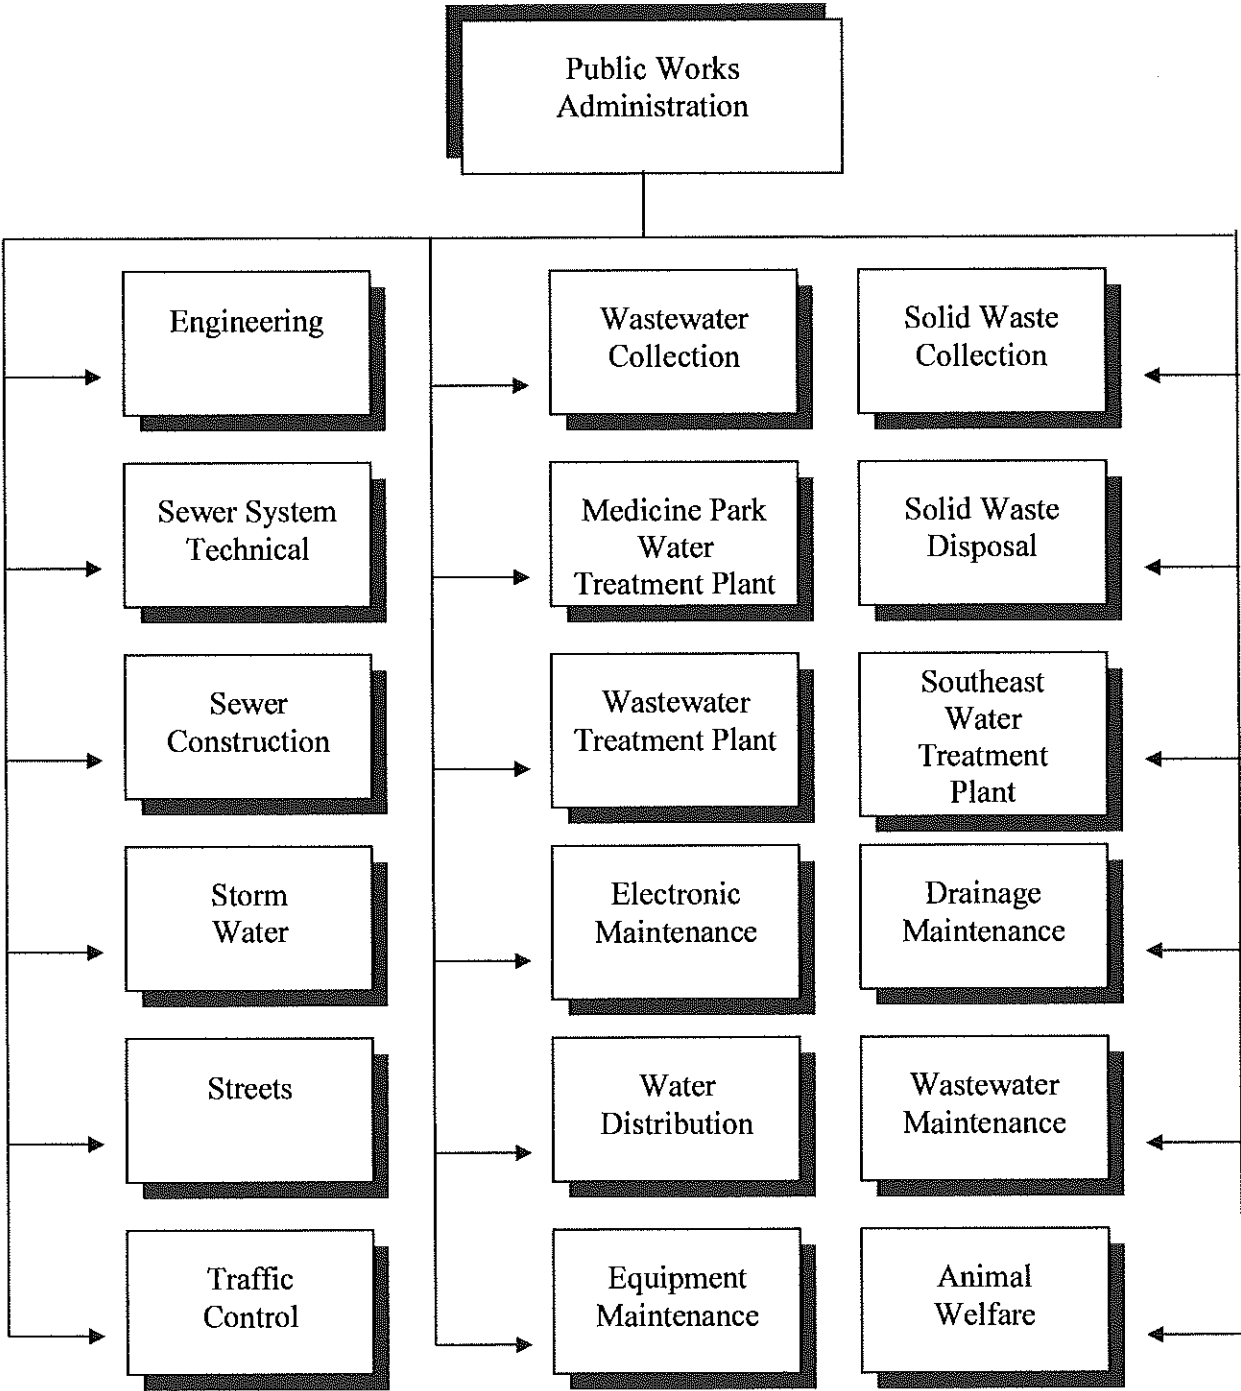 Public Works
Administration
Engineering
Wastewater
Collection
Solid Waste
Collection
Sewer System
Technical
Medicine Park
Water
Treatment Plant
Solid Waste
Disposal
Sewer
Construction
Wastewater
Treatment Plant
Southeast
Water
Treatment
Plant
Storm
Water
Electronic
Maintenance
Drainage
Maintenance
Streets
Water
Distribution
Wastewater
Maintenance
Traffic
Control
Equipment
Maintenance
Animal
Welfare